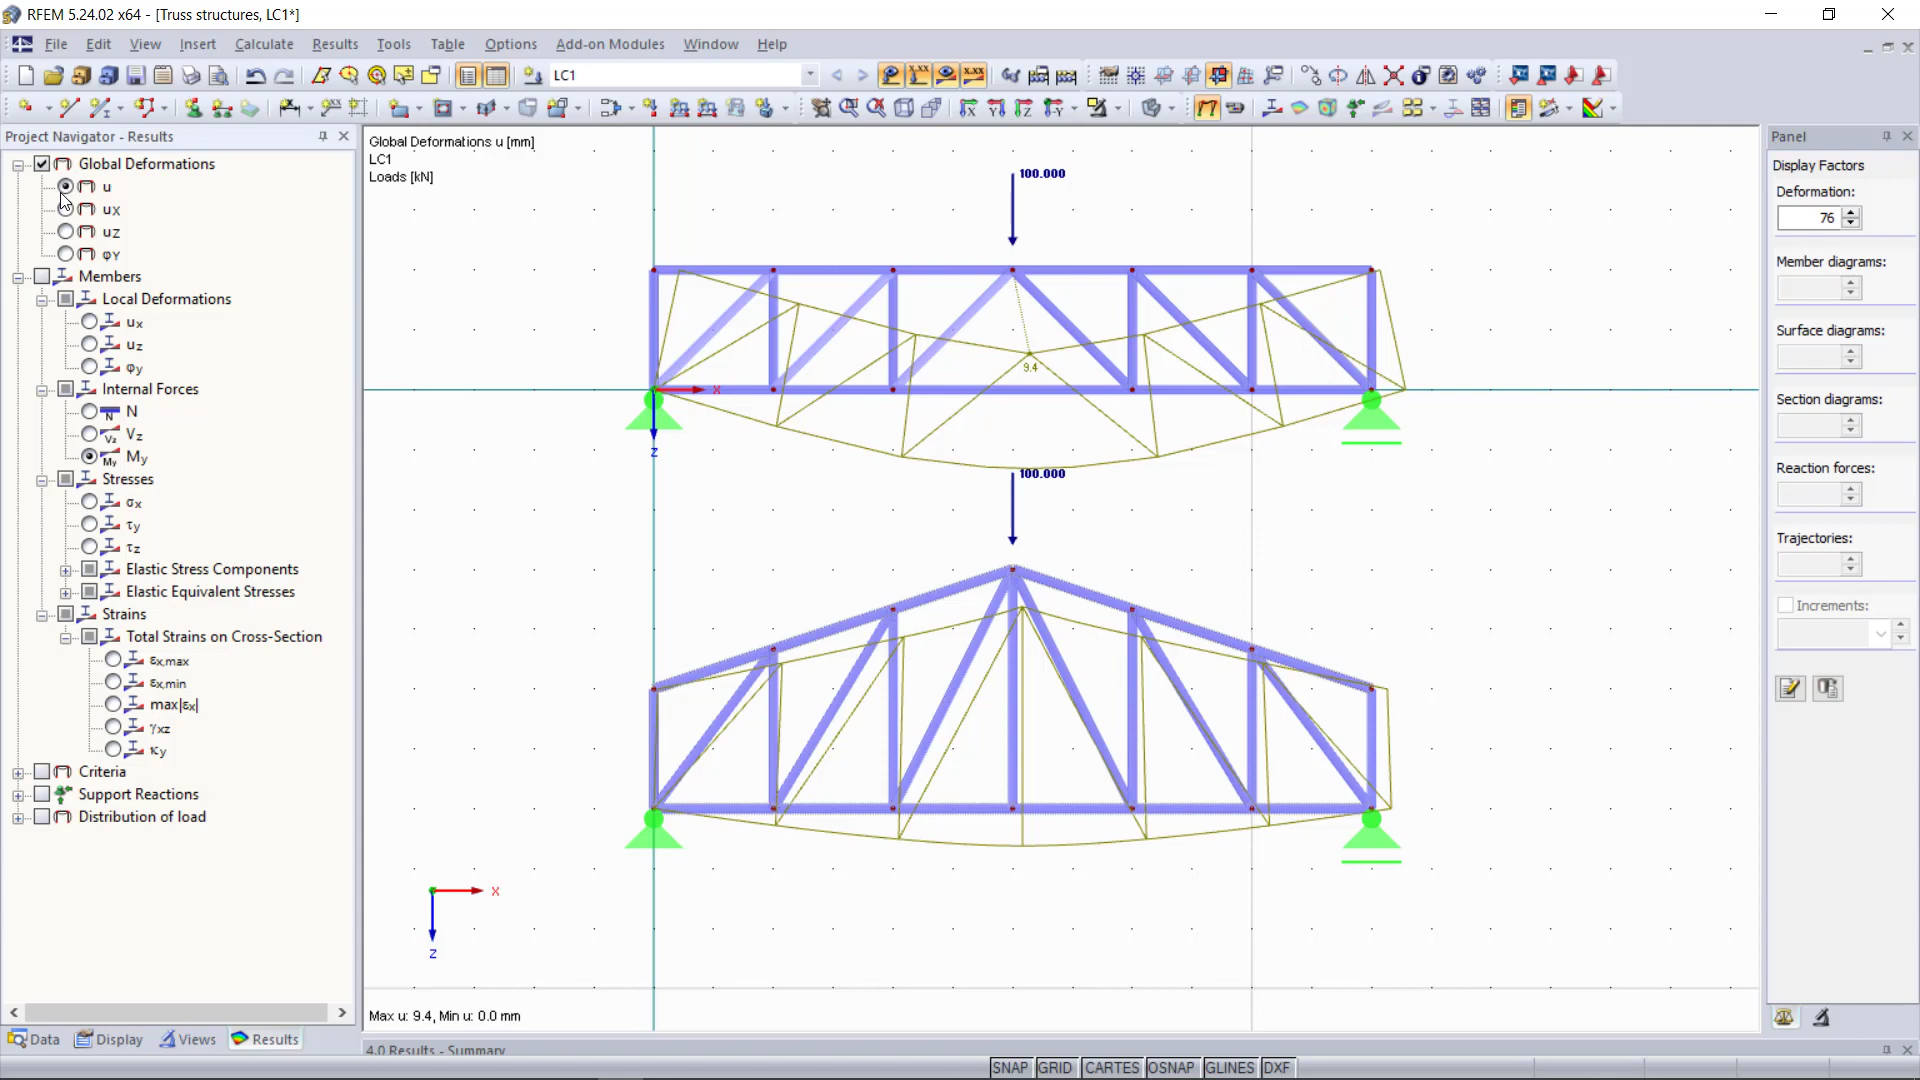 RFEM 5.24.02 x64 - [Truss structures, LC1*]
File Edit View Insert Calculate Results Tools Table Options Add-on Modules Window Help
LC1
Project Navigator - Results
Global Deformations
u
uX
uZ
φY
Members
Local Deformations
ux
uz
φy
Internal Forces
N
Vz
My
Stresses
σx
τy
τz
Elastic Stress Components
Elastic Equivalent Stresses
Strains
Total Strains on Cross-Section
εx,max
εx,min
max|εx|
γxz
κy
Criteria
Support Reactions
Distribution of load
Data Display Views Results
Global Deformations u [mm]
LC1
Loads [kN]
100.000
9.4
X
Z
100.000
X
Z
Max u: 9.4, Min u: 0.0 mm
4.0 Results - Summary
Panel
Display Factors
Deformation:
76
Member diagrams:
Surface diagrams:
Section diagrams:
Reaction forces:
Trajectories:
Increments:
SNAP GRID CARTES OSNAP GLINES DXF